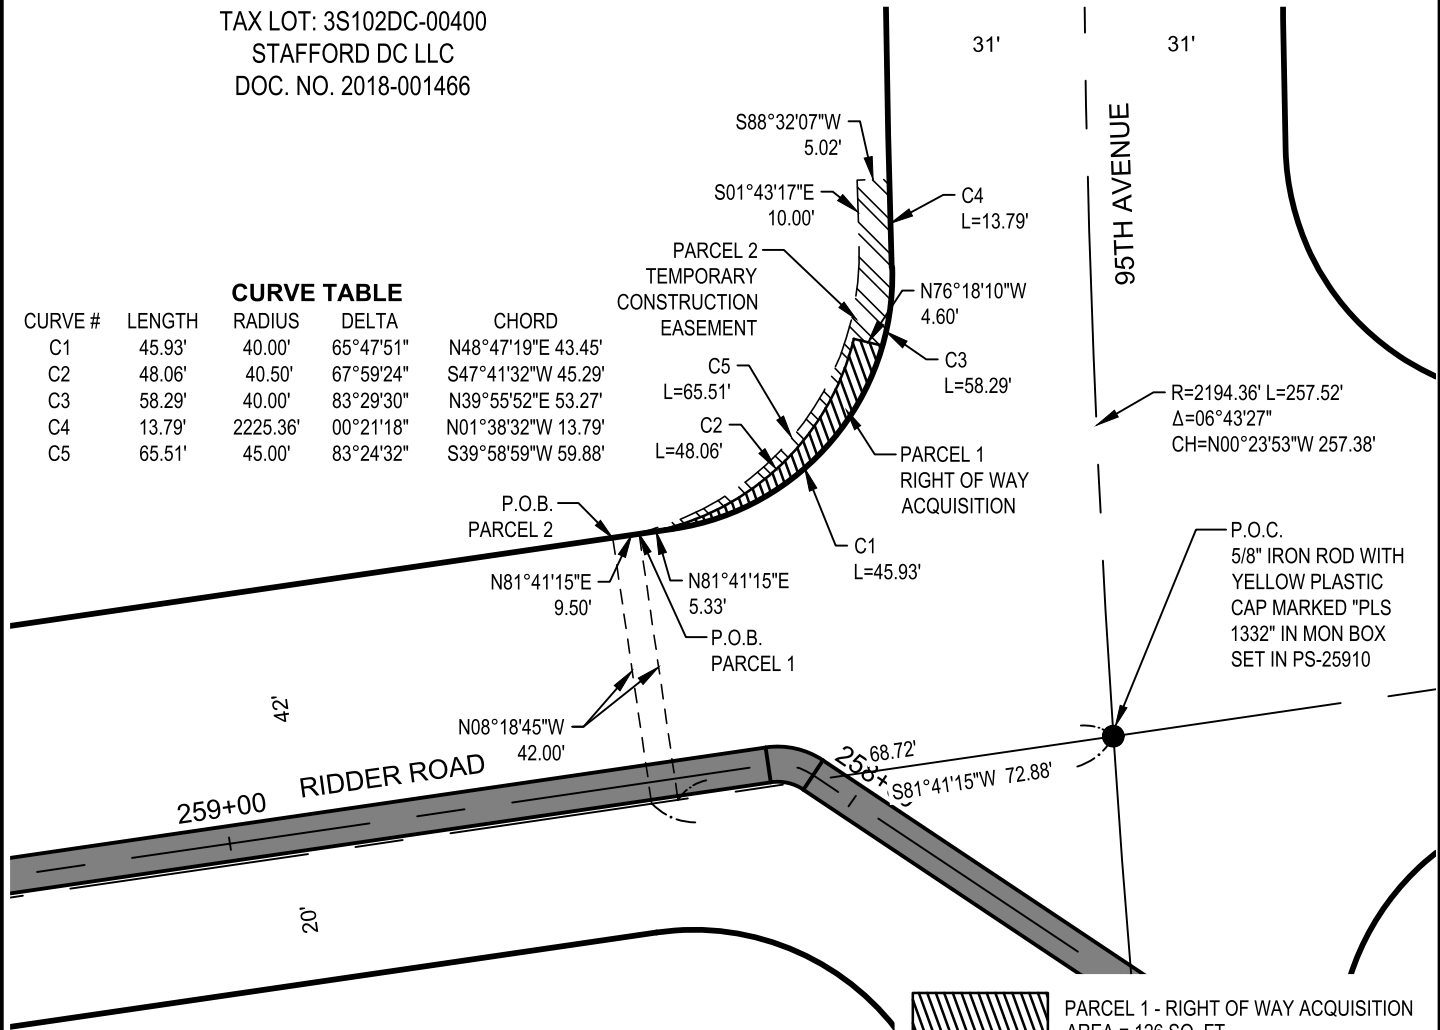 TAX LOT: 3S102DC-00400
STAFFORD DC LLC
DOC. NO. 2018-001466
31'
31'
95TH AVENUE
S88°32'07"W
5.02'
S01°43'17"E
10.00'
C4
L=13.79'
PARCEL 2
TEMPORARY
CONSTRUCTION
EASEMENT
N76°18'10"W
4.60'
CURVE TABLE
CURVE # LENGTH RADIUS DELTA CHORD
C1 45.93' 40.00' 65°47'51" N48°47'19"E 43.45'
C2 48.06' 40.50' 67°59'24" S47°41'32"W 45.29'
C3 58.29' 40.00' 83°29'30" N39°55'52"E 53.27'
C4 13.79' 2225.36' 00°21'18" N01°38'32"W 13.79'
C5 65.51' 45.00' 83°24'32" S39°58'59"W 59.88'
C5
L=65.51'
C3
L=58.29'
C2
L=48.06'
R=2194.36' L=257.52'
Δ=06°43'27"
CH=N00°23'53"W 257.38'
PARCEL 1
RIGHT OF WAY
ACQUISITION
P.O.B.
PARCEL 2
C1
L=45.93'
P.O.C.
5/8" IRON ROD WITH
YELLOW PLASTIC
CAP MARKED "PLS
1332" IN MON BOX
SET IN PS-25910
N81°41'15"E
9.50'
N81°41'15"E
5.33'
P.O.B.
PARCEL 1
42'
N08°18'45"W
42.00'
RIDDER ROAD
259+00
68.72'
S81°41'15"W 72.88'
20'
PARCEL 1 - RIGHT OF WAY ACQUISITION
AREA = 126 SQ. FT.